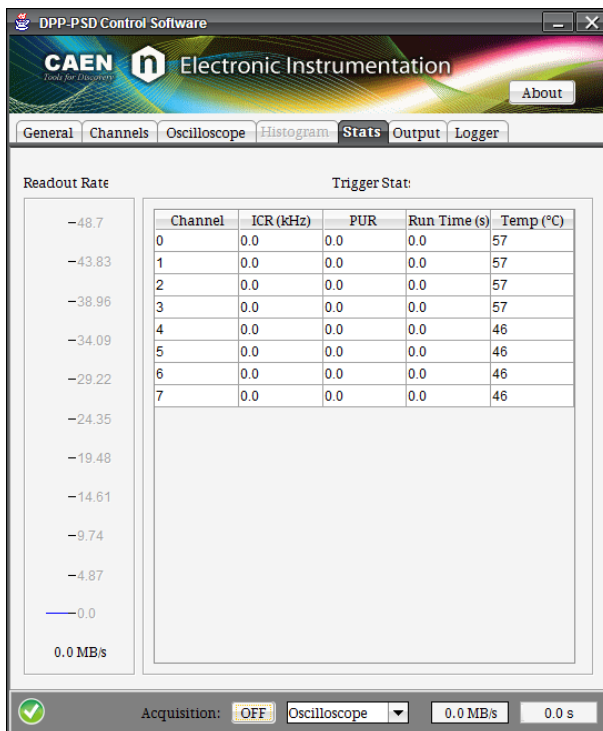 DPP-PSD Control Software
CAEN n Electronic Instrumentation
Tools for Discovery
About
General Channels Oscilloscope Histogram Stats Output Logger
Readout Rate Trigger Stat:
48.7
43.83
38.96
34.09
29.22
24.35
19.48
14.61
9.74
4.87
0.0
0.0 MB/s
Channel ICR (kHz) PUR Run Time (s) Temp (°C)
0 0.0 0.0 0.0 57
1 0.0 0.0 0.0 57
2 0.0 0.0 0.0 57
3 0.0 0.0 0.0 57
4 0.0 0.0 0.0 46
5 0.0 0.0 0.0 46
6 0.0 0.0 0.0 46
7 0.0 0.0 0.0 46
Acquisition: OFF Oscilloscope 0.0 MB/s 0.0 s